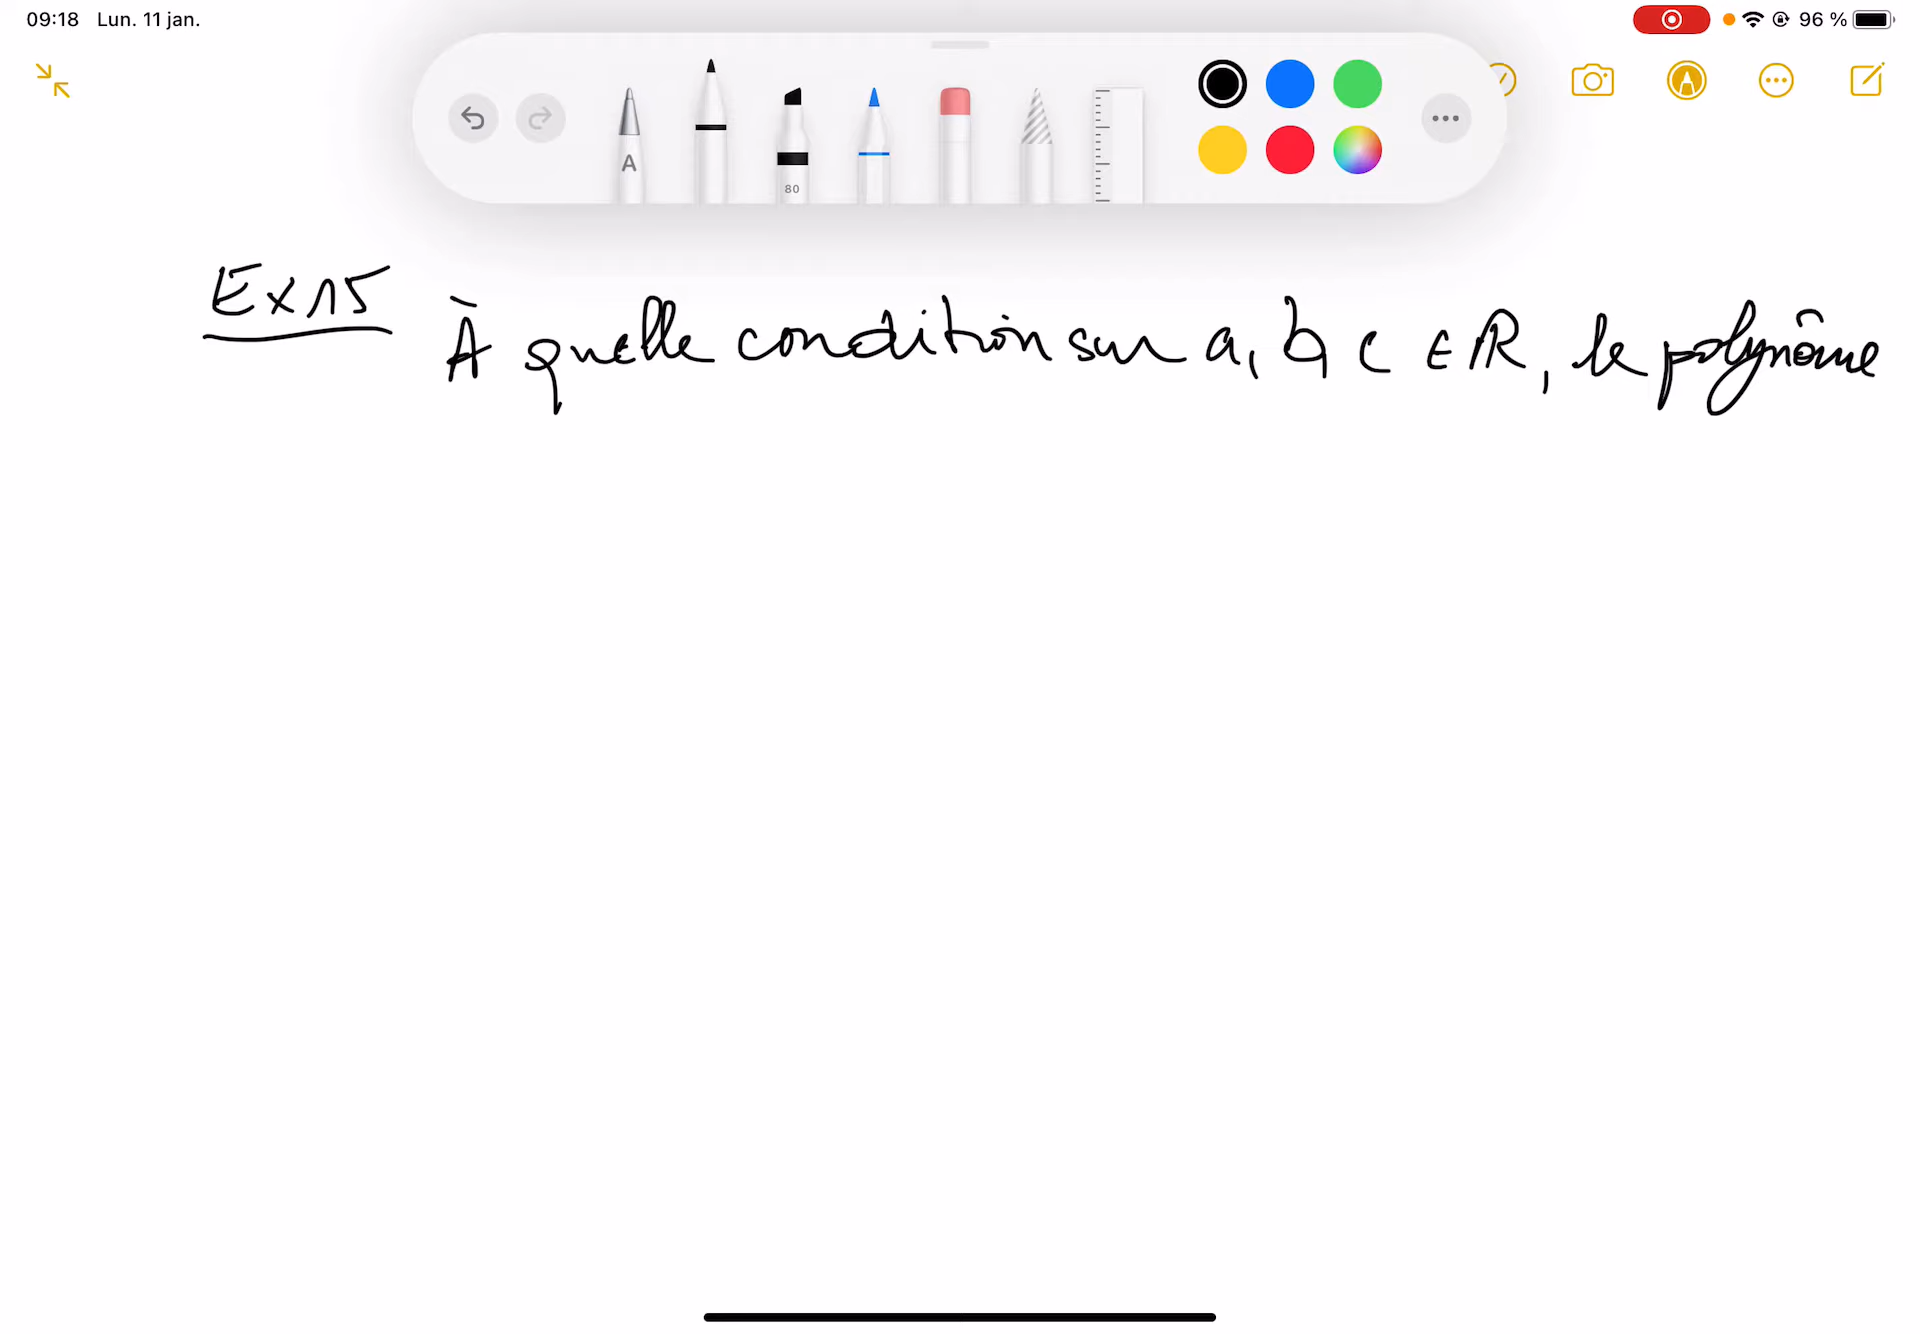 09:18 Lun. 11 jan.
96 %
A
80
Ex 15
À quelle condition sur a, b, c ∈ ℝ, le polynôme